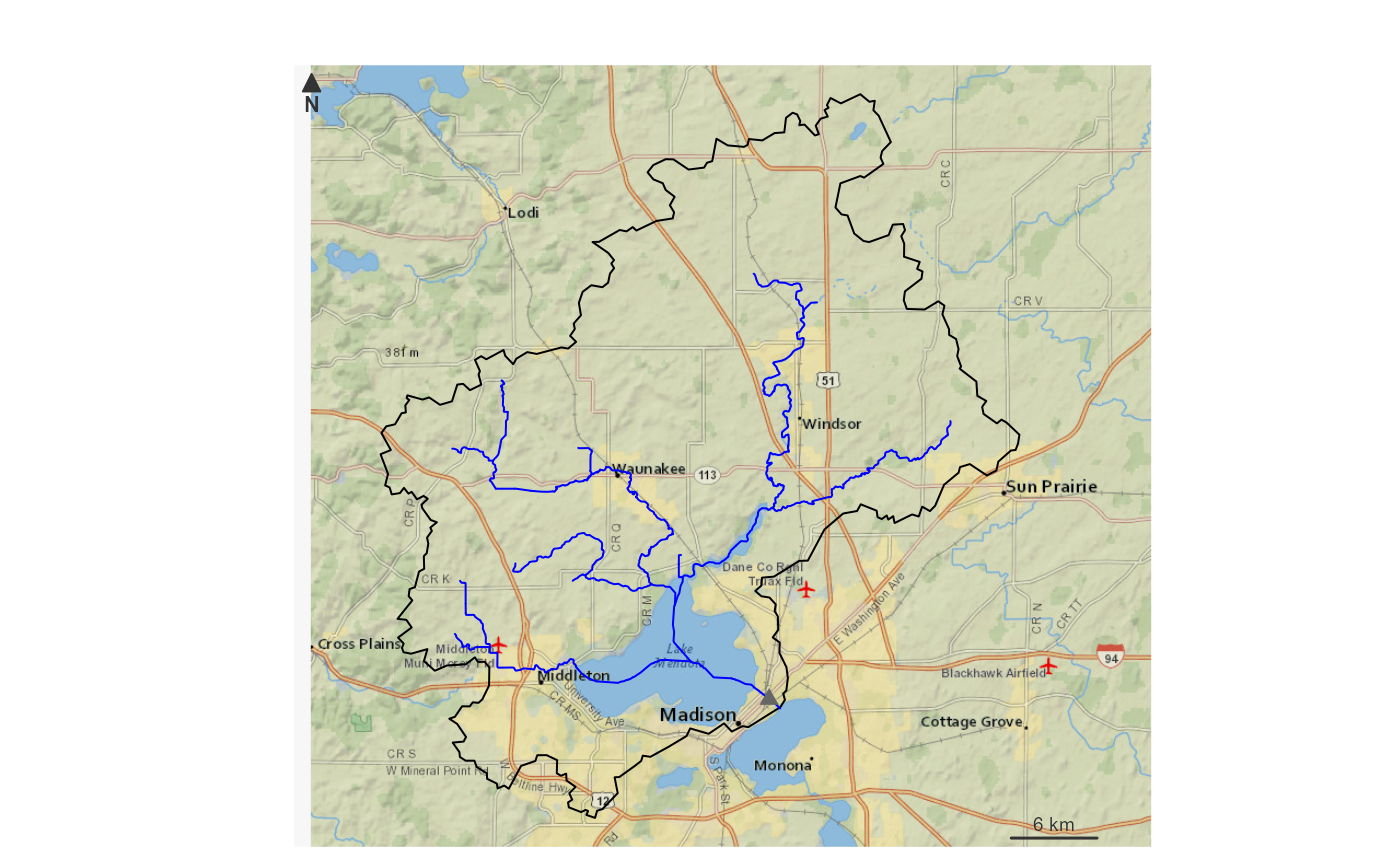 N
Lodi
CR C
CR V
38f m
51
Windsor
Waunakee
113
Sun Prairie
CR P
CR Q
Dane Co Rgnl
Truax Fld
CR K
CR M
E Washington Ave
CR N
CR TT
Cross Plains
Middleton
Muni Morey Fld
Lake
Mendota
94
Blackhawk Airfield
Middleton
University Ave
CR MS
Madison
Cottage Grove
CR S
W Mineral Point Rd
W Beltline Hwy
Monona
S Park St
12
6 km
Rd